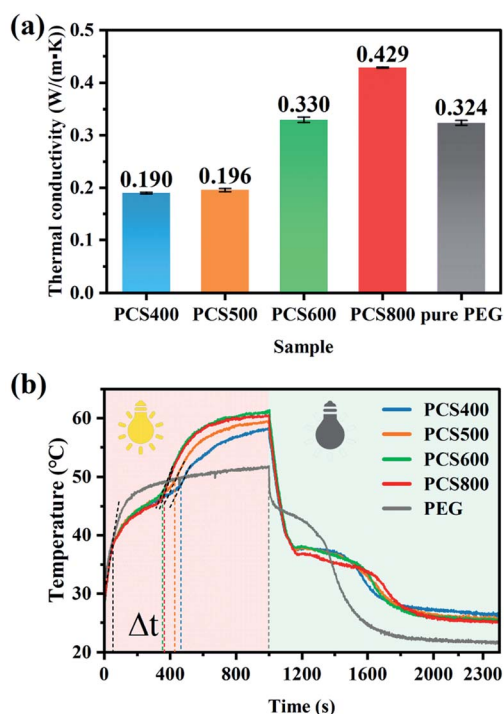 (a)
Thermal conductivity (W/(m•K))
0.5
0.4
0.3
0.2
0.1
0.0
0.190
0.196
0.330
0.429
0.324
PCS400 PCS500 PCS600 PCS800 pure PEG
Sample
(b)
Temperature (°C)
60
50
40
30
20
PCS400
PCS500
PCS600
PCS800
PEG
Δt
0 400 800 1200 1600 2000 2300
Time (s)